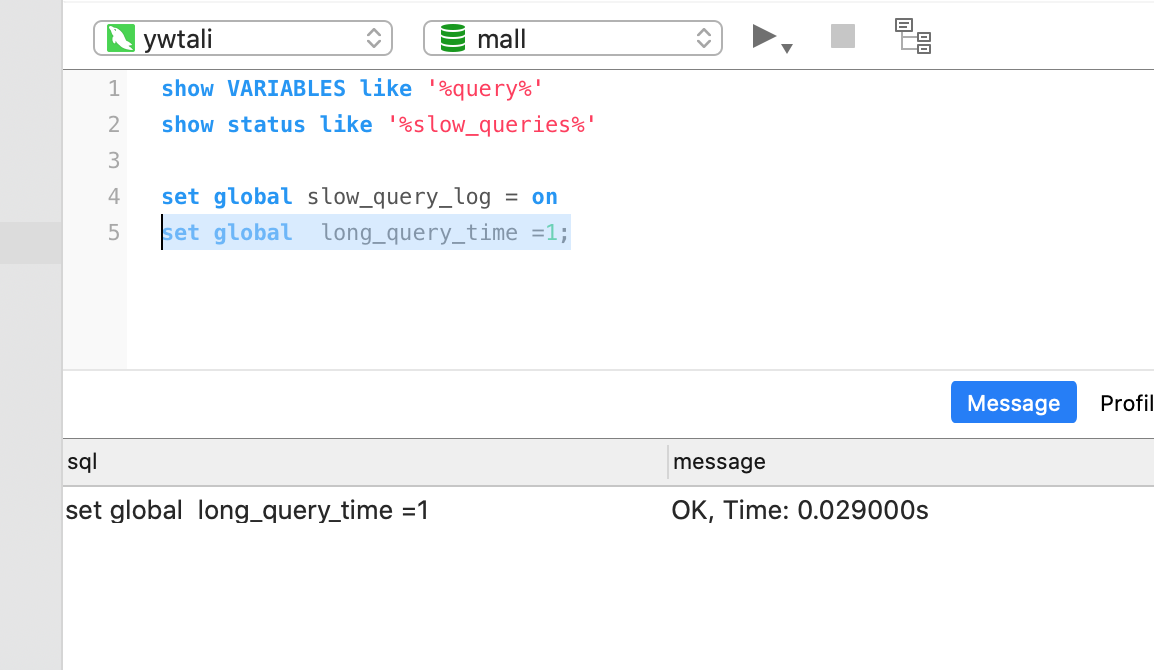 ywtali mall
1 show VARIABLES like '%query%'
2 show status like '%slow_queries%'
3
4 set global slow_query_log = on
5 set global  long_query_time =1;
Message Profil
sql message
set global  long_query_time =1 OK, Time: 0.029000s